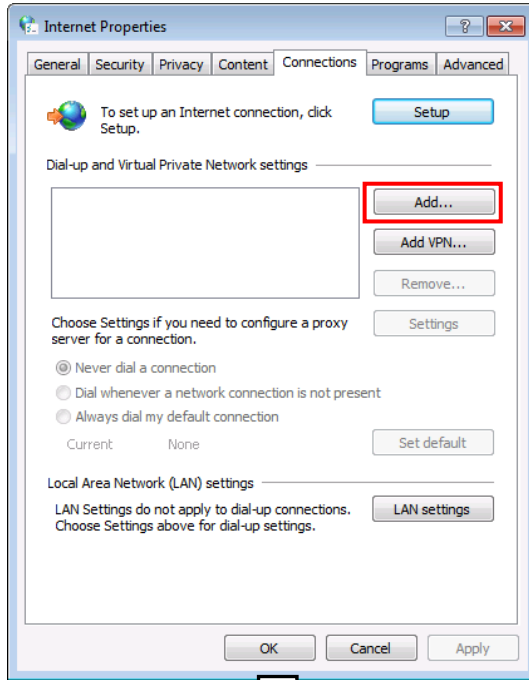 Internet Properties
General Security Privacy Content Connections Programs Advanced
To set up an Internet connection, click
Setup.
Setup
Dial-up and Virtual Private Network settings
Add...
Add VPN...
Remove...
Choose Settings if you need to configure a proxy
server for a connection.
Settings
Never dial a connection
Dial whenever a network connection is not present
Always dial my default connection
Current None
Set default
Local Area Network (LAN) settings
LAN Settings do not apply to dial-up connections.
Choose Settings above for dial-up settings.
LAN settings
OK Cancel Apply